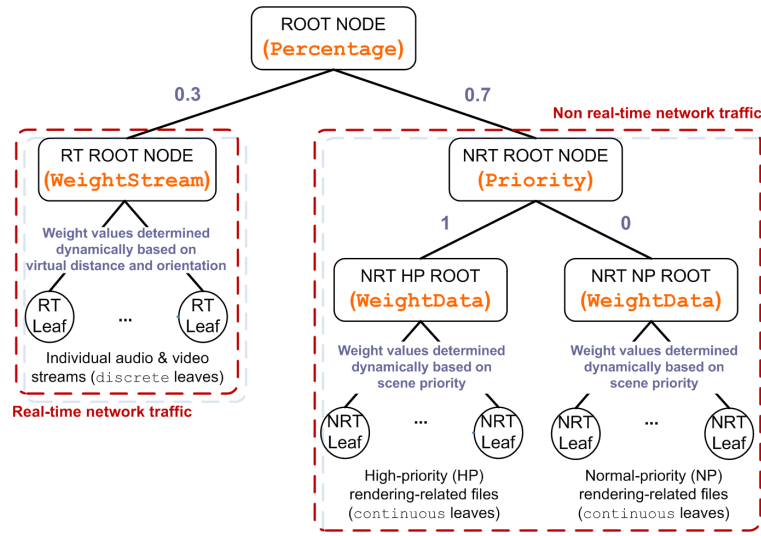 ROOT NODE
(Percentage)
0.3
0.7
Non real-time network traffic
RT ROOT NODE
(WeightStream)
NRT ROOT NODE
(Priority)
Weight values determined
dynamically based on
virtual distance and orientation
1
0
NRT HP ROOT
(WeightData)
NRT NP ROOT
(WeightData)
RT
Leaf
...
RT
Leaf
Individual audio & video
streams (discrete leaves)
Real-time network traffic
Weight values determined
dynamically based on
scene priority
Weight values determined
dynamically based on
scene priority
NRT
Leaf
...
NRT
Leaf
NRT
Leaf
...
NRT
Leaf
High-priority (HP)
rendering-related files
(continuous leaves)
Normal-priority (NP)
rendering-related files
(continuous leaves)